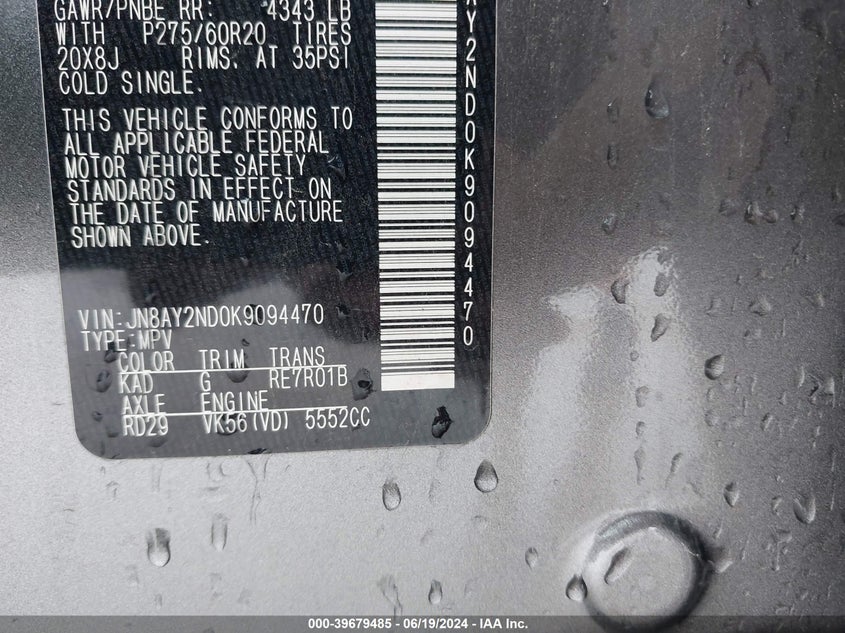 GAWR/PNBE RR: 4343 LB
WITH P275/60R20 TIRES
20X8J RIMS. AT 35PSI
COLD SINGLE.
THIS VEHICLE CONFORMS TO
ALL APPLICABLE FEDERAL
MOTOR VEHICLE SAFETY
STANDARDS IN EFFECT ON
THE DATE OF MANUFACTURE
SHOWN ABOVE.
VIN:JN8AY2ND0K9094470
TYPE:MPV
COLOR TRIM TRANS
KAD G RE7R01B
AXLE ENGINE
RD29 VK56(VD) 5552CC
AY2ND0K9094470
000-39679485 - 06/19/2024 - IAA Inc.